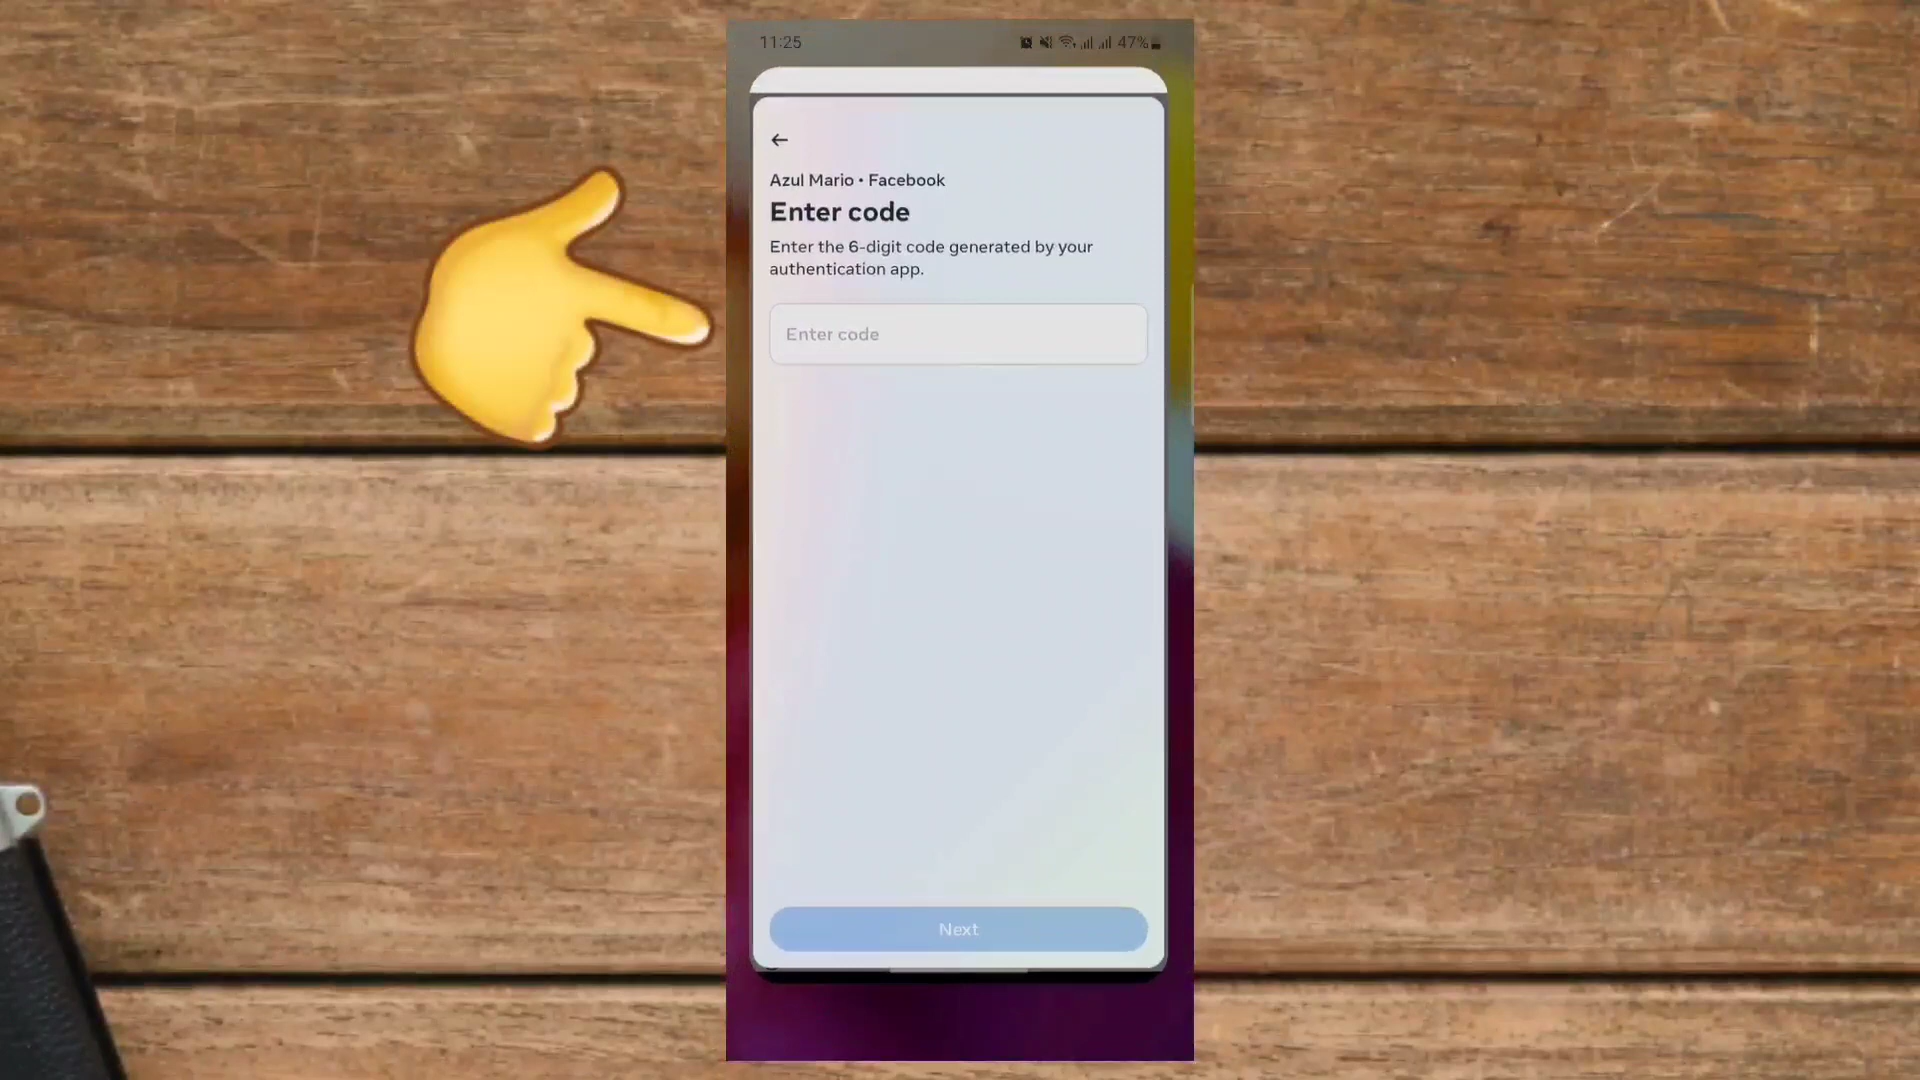 11:25
47%
Azul Mario • Facebook
Enter code
Enter the 6-digit code generated by your
authentication app.
Enter code
Next